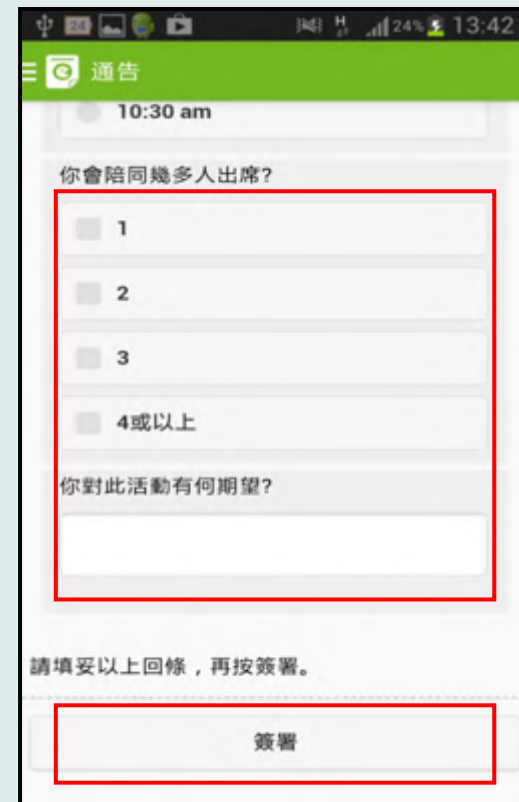 24 24% 13:42
通告
10:30 am
你會陪同幾多人出席?
1
2
3
4或以上
你對此活動有何期望?
請填妥以上回條，再按簽署。
簽署